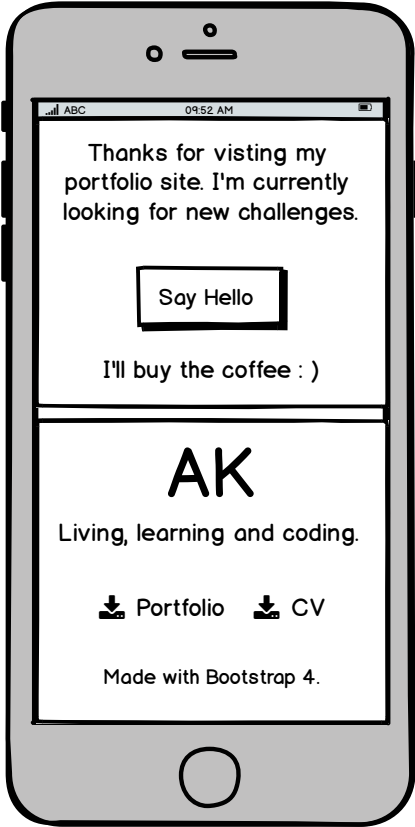 ABC 09:52 AM
Thanks for visting my
portfolio site. I'm currently
looking for new challenges.
Say Hello
I'll buy the coffee : )
AK
Living, learning and coding.
Portfolio CV
Made with Bootstrap 4.